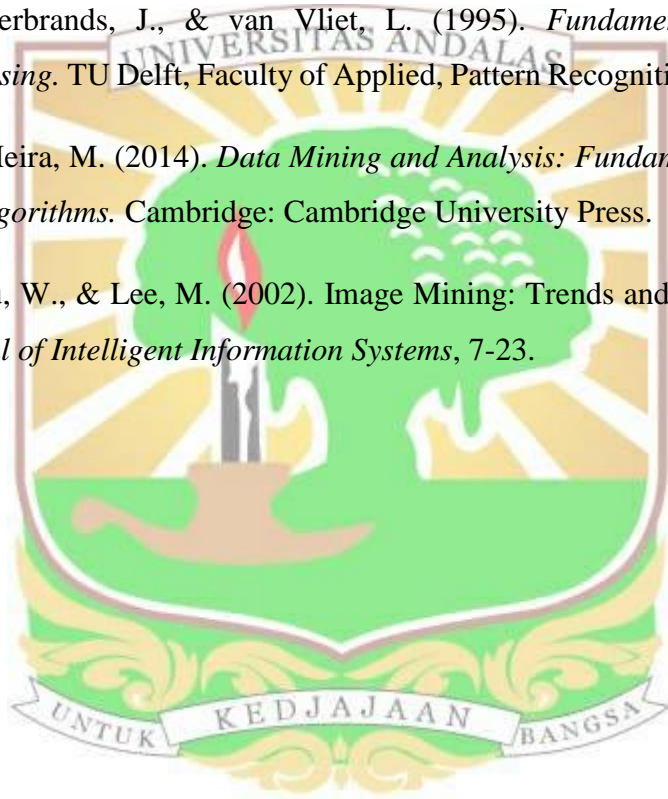 erbrands, J., & van Vliet, L. (1995). Fundame
UNIVERSITAS ANDALAS
sing. TU Delft, Faculty of Applied, Pattern Recogniti
eira, M. (2014). Data Mining and Analysis: Fundam
gorithms. Cambridge: Cambridge University Press.
, W., & Lee, M. (2002). Image Mining: Trends and
l of Intelligent Information Systems, 7-23.
UNTUK KEDJAJAAN BANGSA